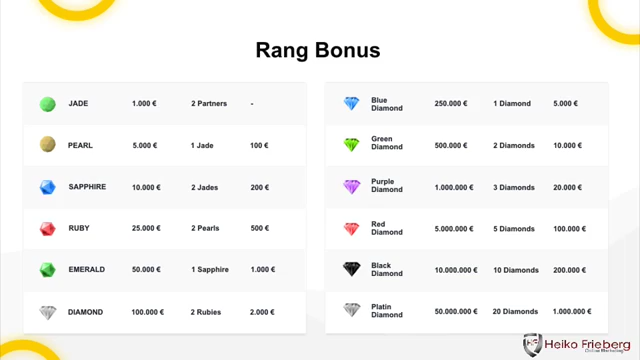 Rang Bonus
JADE 1.000 € 2 Partners -
PEARL 5.000 € 1 Jade 100 €
SAPPHIRE 10.000 € 2 Jades 200 €
RUBY 25.000 € 2 Pearls 500 €
EMERALD 50.000 € 1 Sapphire 1.000 €
DIAMOND 100.000 € 2 Rubies 2.000 €
Blue Diamond 250.000 € 1 Diamond 5.000 €
Green Diamond 500.000 € 2 Diamonds 10.000 €
Purple Diamond 1.000.000 € 3 Diamonds 20.000 €
Red Diamond 5.000.000 € 5 Diamonds 100.000 €
Black Diamond 10.000.000 € 10 Diamonds 200.000 €
Platin Diamond 50.000.000 € 20 Diamonds 1.000.000 €
HF Heiko Frieberg
Online Marketing